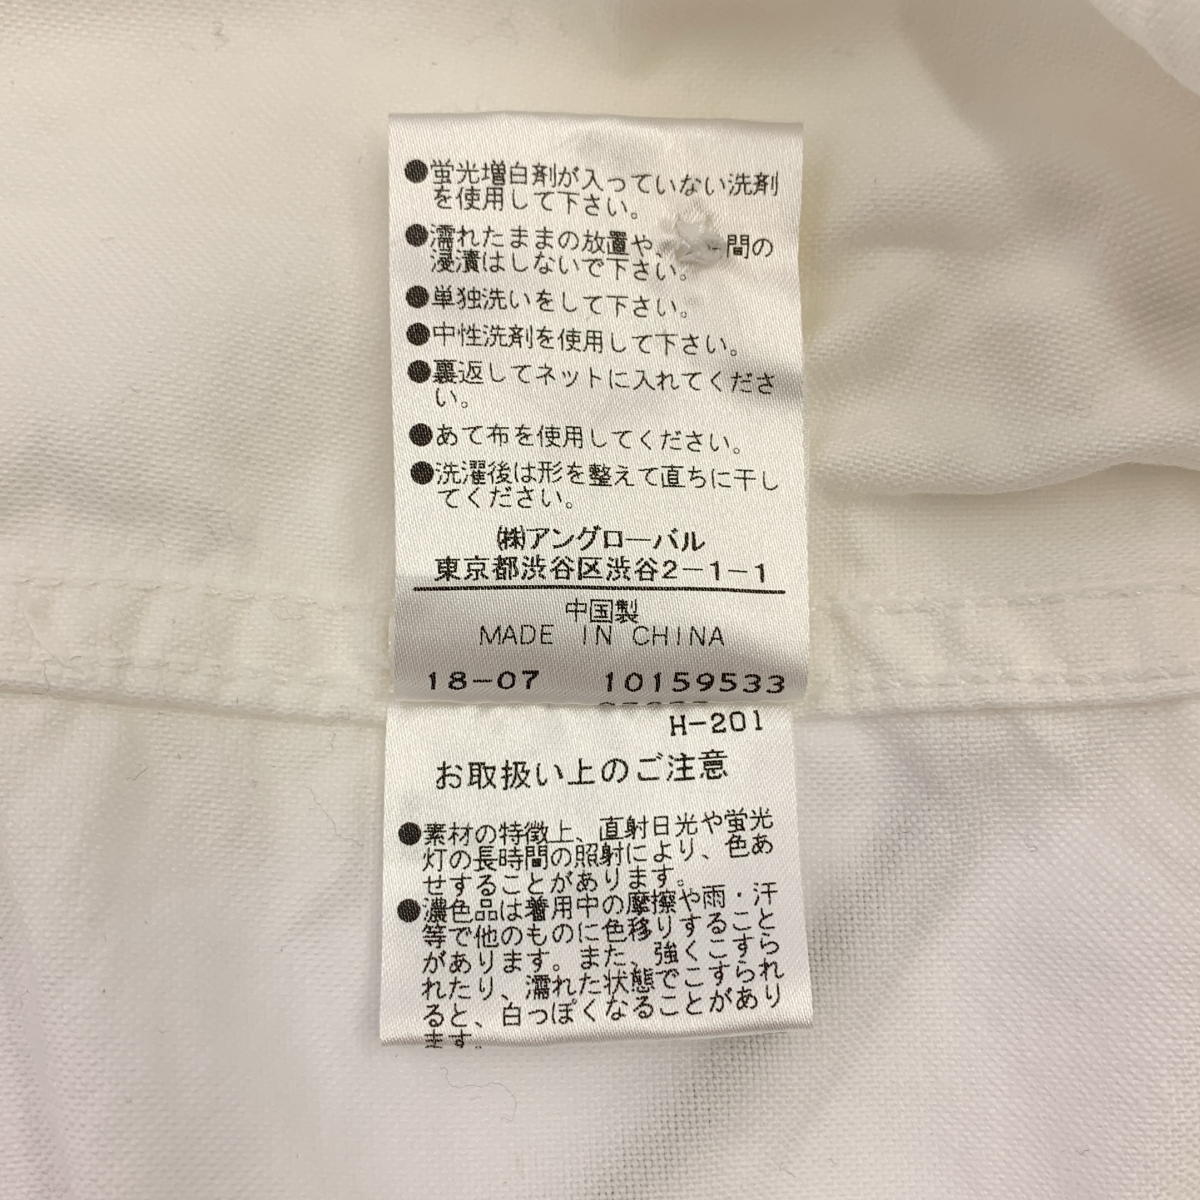 ●蛍光増白剤が入っていない洗剤
を使用して下さい。
●濡れたままの放置や、 間の
浸漬はしないで下さい。
●単独洗いをして下さい。
●中性洗剤を使用して下さい。
●裏返してネットに入れてくださ
い。
●あて布を使用してください。
●洗濯後は形を整えて直ちに干し
てください。
㈱アングローバル
東京都渋谷区渋谷2-1-1
中国製
MADE IN CHINA
18-07 10159533
H-201
お取扱い上のご注意
●素材の特徴上、直射日光や蛍光
灯の長時間の照射により、色あ
せすることがあります。
●濃色品は着用中の摩擦や雨・汗
等で他のものに色移りすること
があります。また、強くこすら
れたり、濡れた状態でこすられ
ると、白っぽくなることがあり
ます。